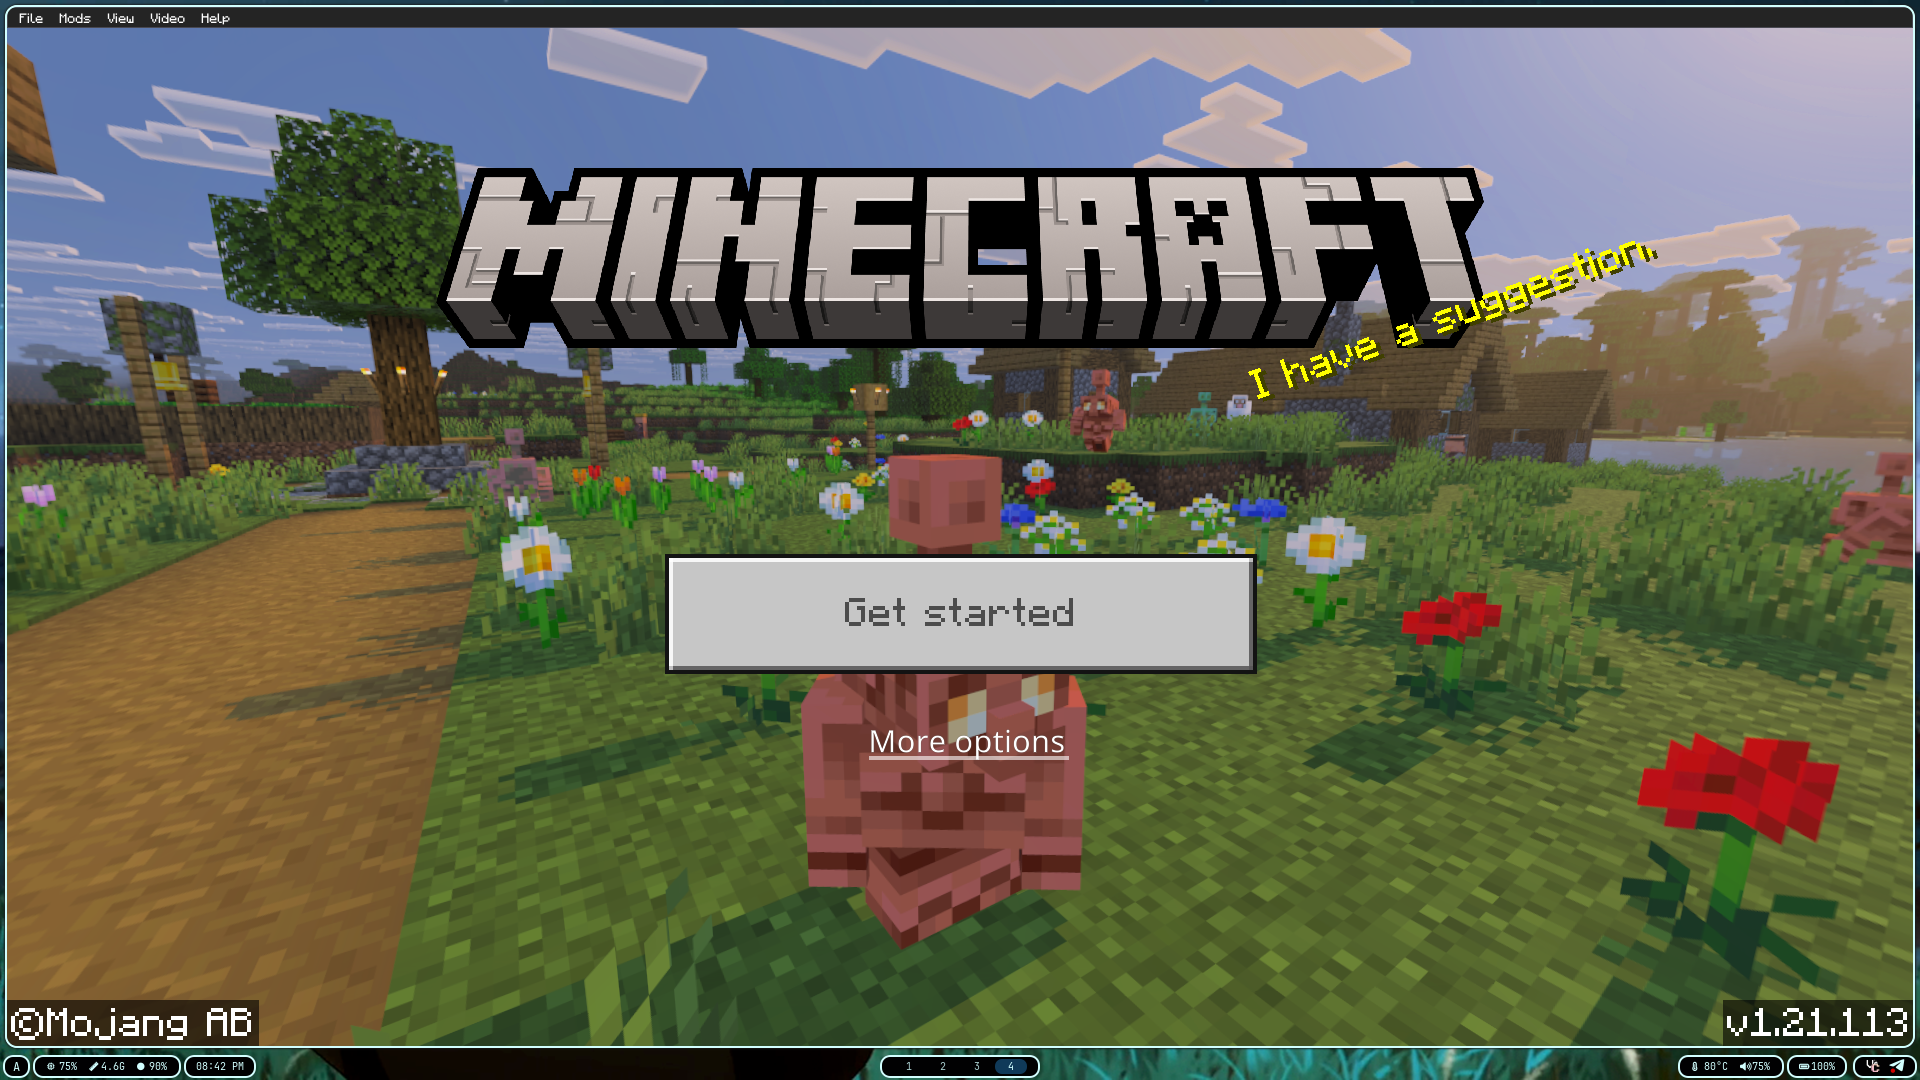 File Mods View Video Help
MINECRAFT
I have a suggestion.
Get started
More options
©Mojang AB
v1.21.113
A 75% 4.6G 90% 08:42 PM 1 2 3 4 80°C 75% 100%